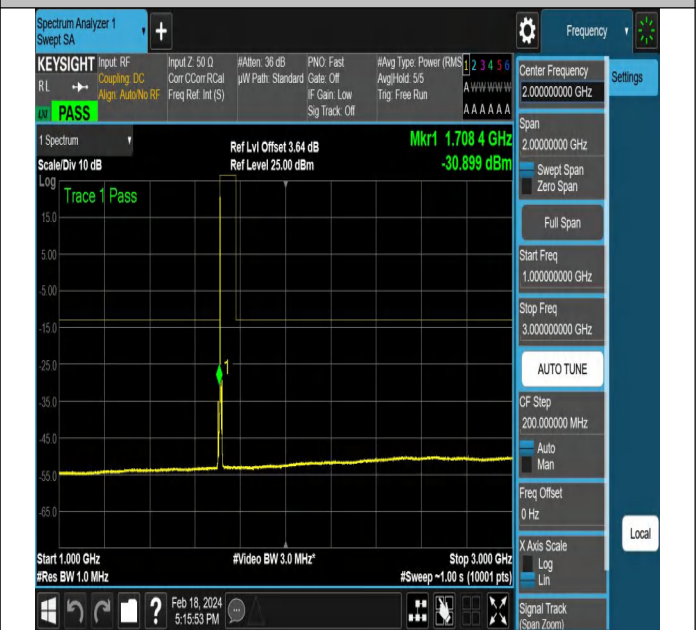 Spectrum Analyzer 1
Swept SA
+
Frequency
KEYSIGHT
RL
PASS
Input: RF
Coupling: DC
Align: Auto/No RF
Input Z: 50 Ω
Corr CCorr RCal
Freq Ref: Int (S)
#Atten: 36 dB
µW Path: Standard
PNO: Fast
Gate: Off
IF Gain: Low
Sig Track: Off
#Avg Type: Power (RMS
Avg|Hold: 5/5
Trig: Free Run
1 2 3 4 5 6
A W W W W W
A A A A A A
1 Spectrum
Scale/Div 10 dB
Ref Lvl Offset 3.64 dB
Ref Level 25.00 dBm
Mkr1 1.708 4 GHz
-30.899 dBm
Log
Trace 1 Pass
15.0
5.00
-5.00
-15.0
-25.0
-35.0
-45.0
-55.0
-65.0
1
Start 1.000 GHz
#Res BW 1.0 MHz
#Video BW 3.0 MHz*
Stop 3.000 GHz
#Sweep ~1.00 s (10001 pts)
Feb 18, 2024
5:15:53 PM
Center Frequency
2.000000000 GHz
Settings
Span
2.00000000 GHz
Swept Span
Zero Span
Full Span
Start Freq
1.000000000 GHz
Stop Freq
3.000000000 GHz
AUTO TUNE
CF Step
200.000000 MHz
Auto
Man
Freq Offset
0 Hz
Local
X Axis Scale
Log
Lin
Signal Track
(Span Zoom)